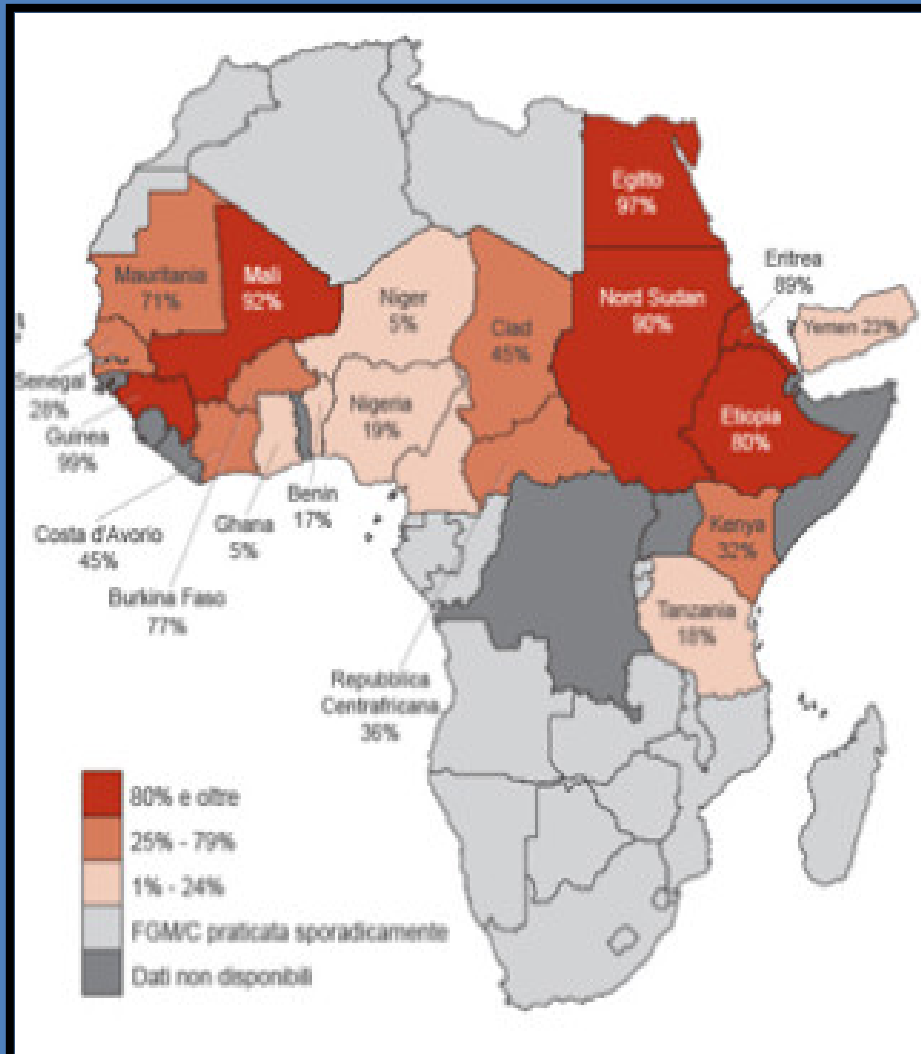 Egitto
97%
Eritrea
89%
Mauritania
71%
Mali
92%
Niger
5%
Ciad
45%
Nord Sudan
90%
Yemen 23%
Senegal
28%
Nigeria
19%
Etiopia
80%
Guinea
99%
Benin
17%
Ghana
5%
Costa d'Avorio
45%
Kenya
32%
Burkina Faso
77%
Tanzania
18%
Repubblica
Centrafricana
36%
80% e oltre
25% - 79%
1% - 24%
FGM/C praticata sporadicamente
Dati non disponibili